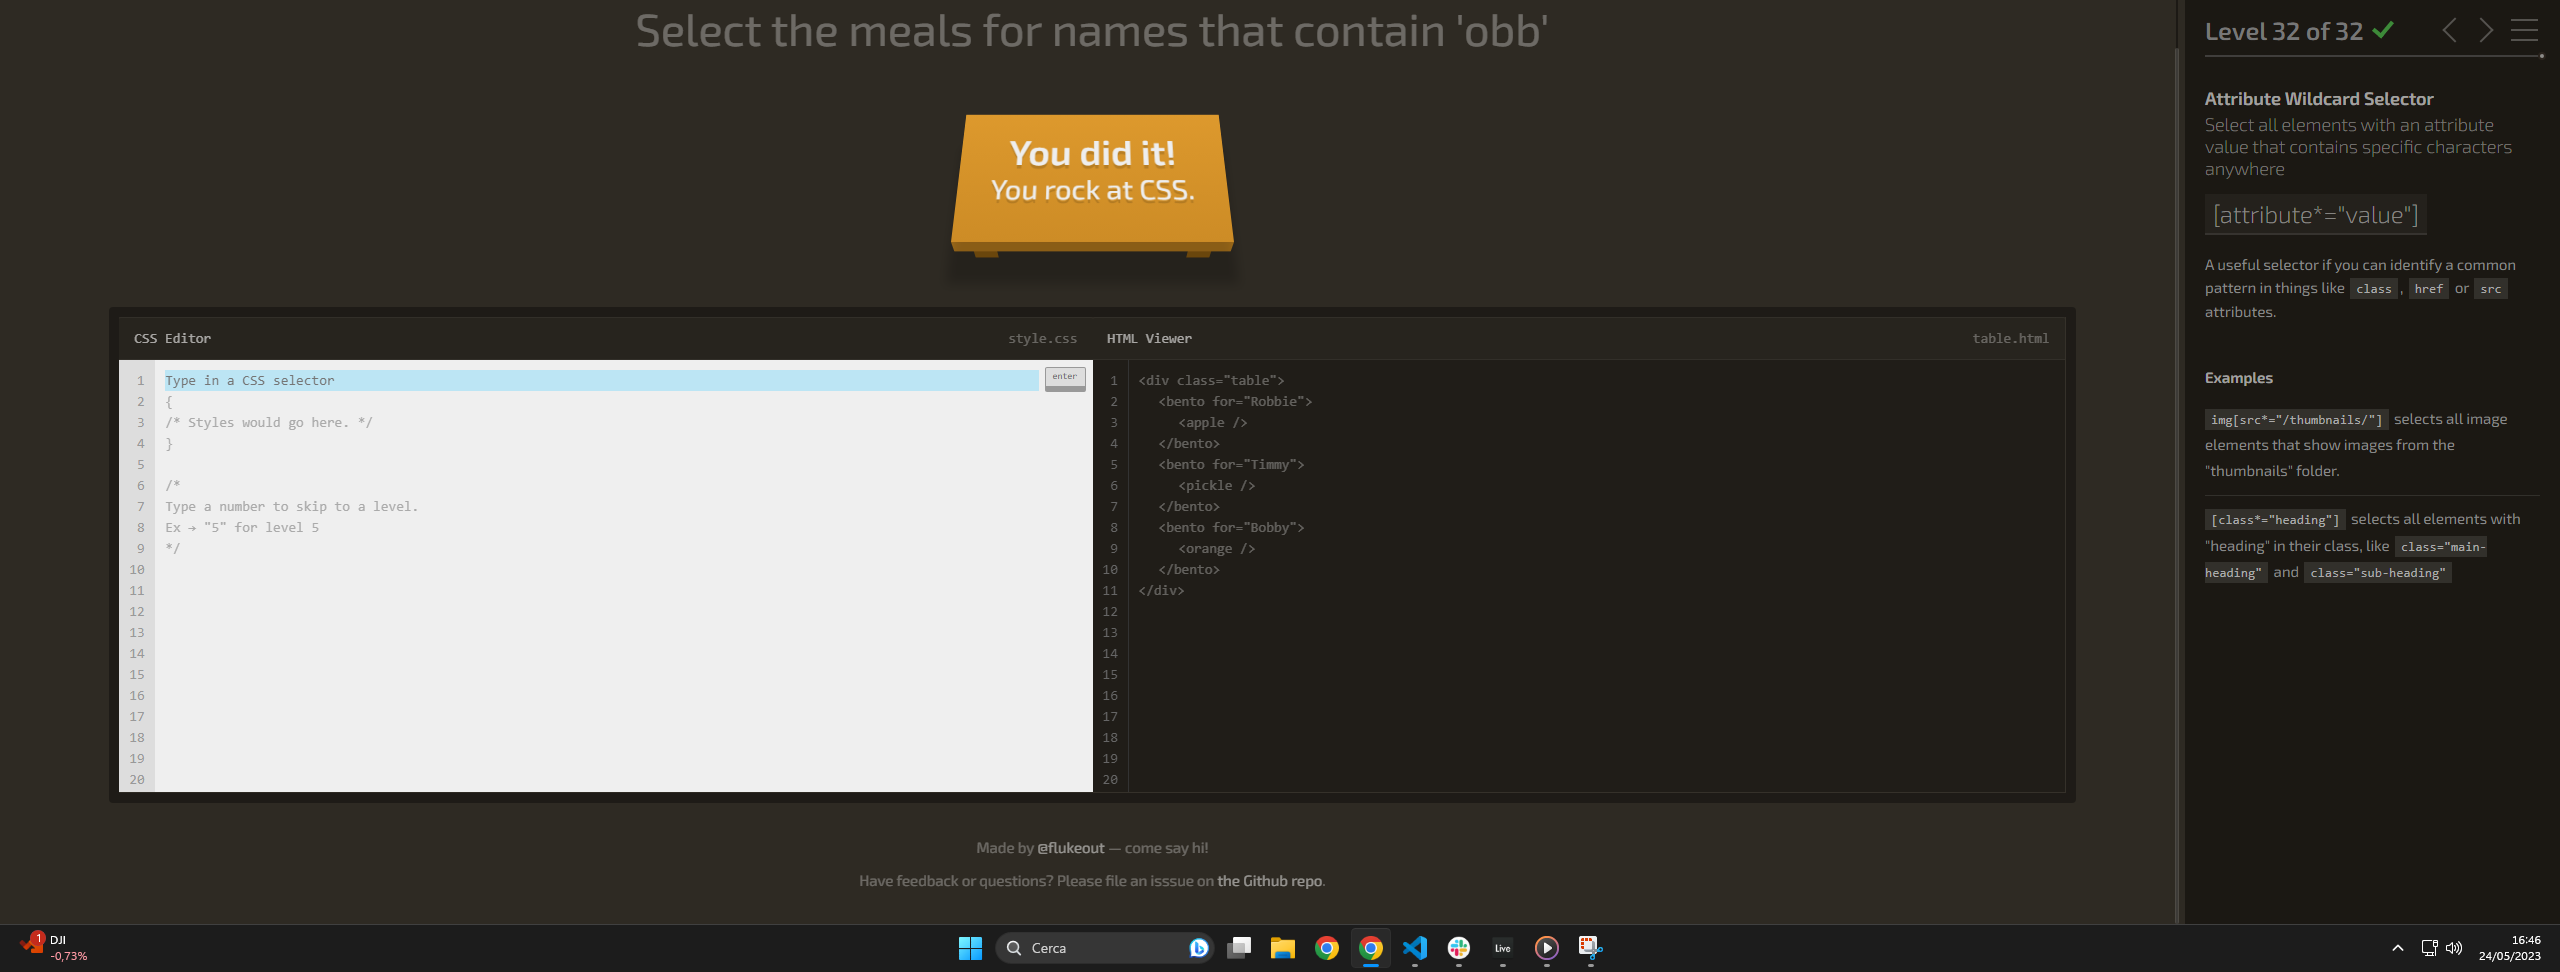 Select the meals for names that contain 'obb'
You did it!
You rock at CSS.
CSS Editor
style.css
1 Type in a CSS selector
enter
2 {
3 /* Styles would go here. */
4 }
5
6 /*
7 Type a number to skip to a level.
8 Ex → "5" for level 5
9 */
10
11
12
13
14
15
16
17
18
19
20
HTML Viewer
table.html
1 <div class="table">
2 <bento for="Robbie">
3 <apple />
4 </bento>
5 <bento for="Timmy">
6 <pickle />
7 </bento>
8 <bento for="Bobby">
9 <orange />
10 </bento>
11 </div>
12
13
14
15
16
17
18
19
20
Made by @flukeout — come say hi!
Have feedback or questions? Please file an isssue on the Github repo.
Level 32 of 32
Attribute Wildcard Selector
Select all elements with an attribute
value that contains specific characters
anywhere
[attribute*="value"]
A useful selector if you can identify a common
pattern in things like class, href or src
attributes.
Examples
img[src*="/thumbnails/"] selects all image
elements that show images from the
"thumbnails" folder.
[class*="heading"] selects all elements with
"heading" in their class, like class="main-
heading" and class="sub-heading"
1
DJI
-0,73%
Cerca
Live
16:46
24/05/2023